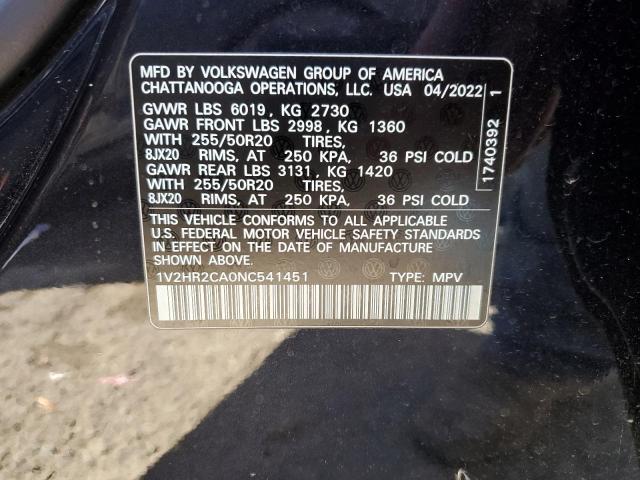 MFD BY VOLKSWAGEN GROUP OF AMERICA
CHATTANOOGA OPERATIONS, LLC. USA 04/2022
GVWR LBS 6019, KG 2730
GAWR FRONT LBS 2998, KG 1360
WITH 255/50R20 TIRES,
8JX20 RIMS, AT 250 KPA, 36 PSI COLD
GAWR REAR LBS 3131, KG 1420
WITH 255/50R20 TIRES,
8JX20 RIMS, AT 250 KPA, 36 PSI COLD
THIS VEHICLE CONFORMS TO ALL APPLICABLE
U.S. FEDERAL MOTOR VEHICLE SAFETY STANDARDS
IN EFFECT ON THE DATE OF MANUFACTURE
SHOWN ABOVE.
1V2HR2CA0NC541451 TYPE: MPV
1740392 1